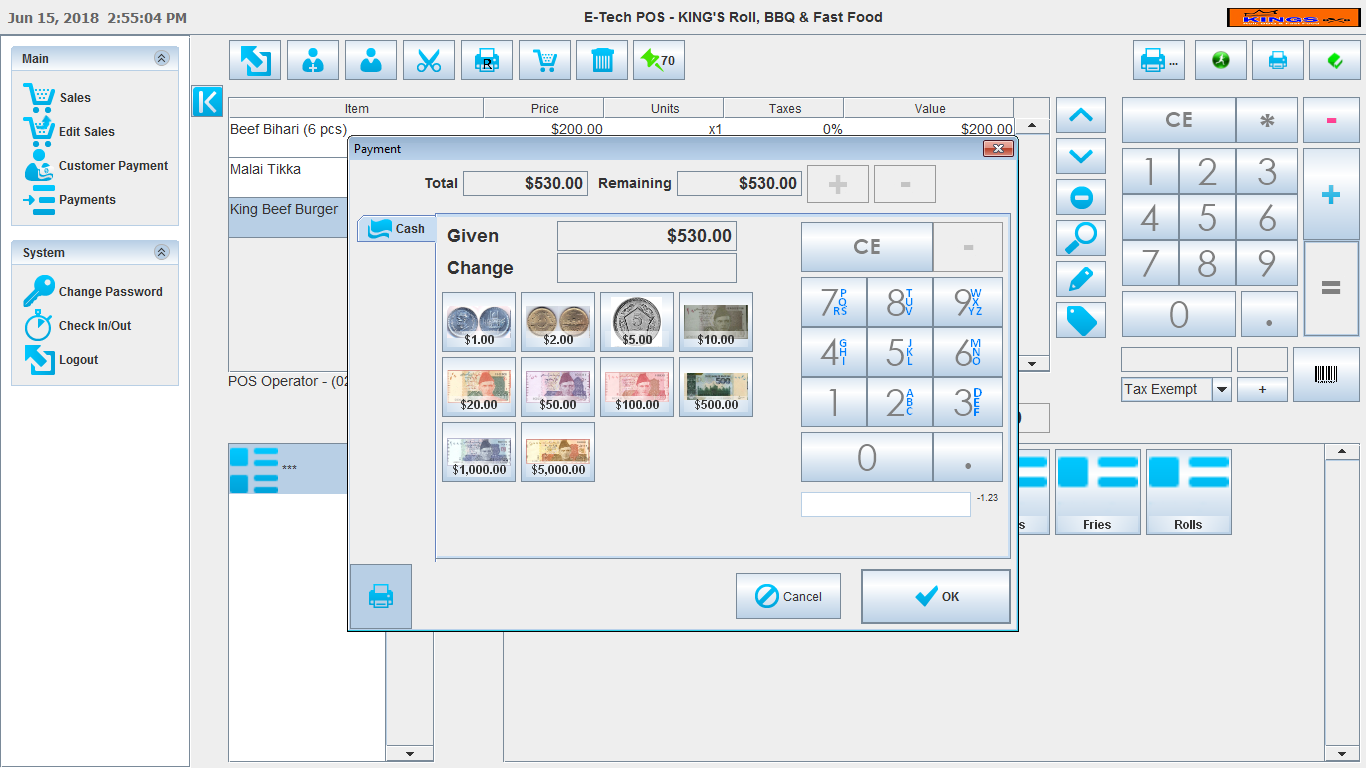 Jun 15, 2018 2:55:04 PM
E-Tech POS - KING'S Roll, BBQ & Fast Food
KINGS
Main
Sales
Edit Sales
Customer Payment
Payments
System
Change Password
Check In/Out
Logout
R
70
...
Item Price Units Taxes Value
Beef Bihari (6 pcs) $200.00 x1 0% $200.00
Malai Tikka
King Beef Burger
POS Operator - (02
***
Payment
Total $530.00 Remaining $530.00 + -
Cash
Given $530.00
Change
$1.00 $2.00 $5.00 $10.00
$20.00 $50.00 $100.00 $500.00
$1,000.00 $5,000.00
CE -
7 PQRS 8 TUV 9 WXYZ
4 GHI 5 JKL 6 MNO
1 2 ABC 3 DEF
0 .
-1.23
Cancel
OK
CE * -
1 2 3 +
4 5 6
7 8 9 =
0 .
Tax Exempt +
s
Fries
Rolls